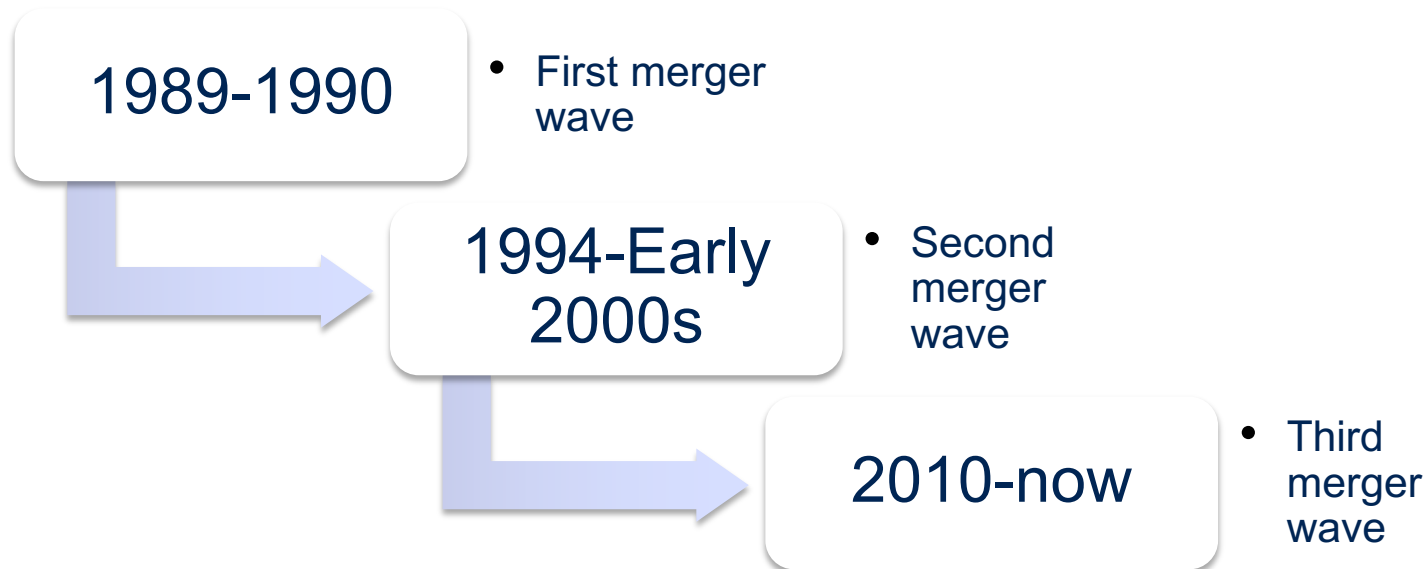 1989-1990
• First merger
wave
1994-Early
2000s
• Second
merger
wave
2010-now
• Third
merger
wave